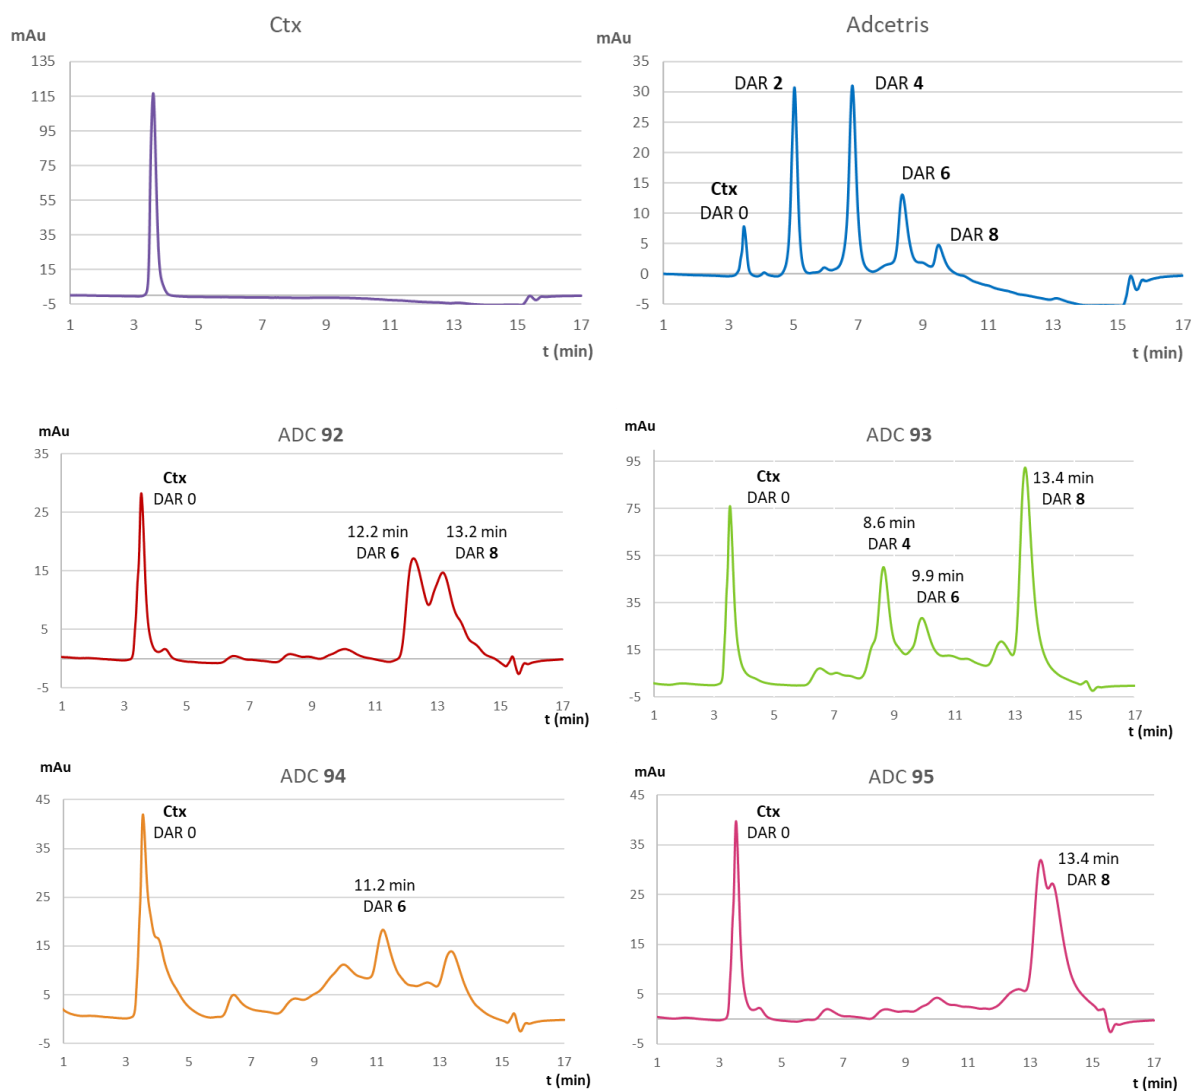 Ctx
mAu
135
115
95
75
55
35
15
-5
1 3 5 7 9 11 13 15 17
t (min)
Adcetris
mAu
35
30
25
20
15
10
5
0
-5
DAR 2
DAR 4
DAR 6
Ctx
DAR 0
DAR 8
1 3 5 7 9 11 13 15 17
t (min)
mAu
ADC 92
35
25
15
5
-5
Ctx
DAR 0
12.2 min
DAR 6
13.2 min
DAR 8
1 3 5 7 9 11 13 15 17
t (min)
mAu
ADC 93
95
75
55
35
15
-5
Ctx
DAR 0
8.6 min
DAR 4
9.9 min
DAR 6
13.4 min
DAR 8
1 3 5 7 9 11 13 15 17
t (min)
mAu
ADC 94
45
35
25
15
5
-5
Ctx
DAR 0
11.2 min
DAR 6
1 3 5 7 9 11 13 15 17
t (min)
mAu
ADC 95
45
35
25
15
5
-5
Ctx
DAR 0
13.4 min
DAR 8
1 3 5 7 9 11 13 15 17
t (min)